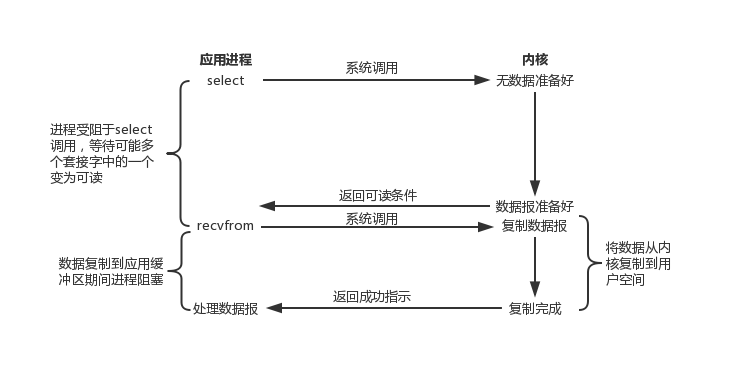 应用进程
内核
select
系统调用
无数据准备好
进程受阻于select
调用，等待可能多
个套接字中的一个
变为可读
返回可读条件
数据报准备好
recvfrom
系统调用
复制数据报
数据复制到应用缓
冲区期间进程阻塞
将数据从内
核复制到用
户空间
处理数据报
返回成功指示
复制完成